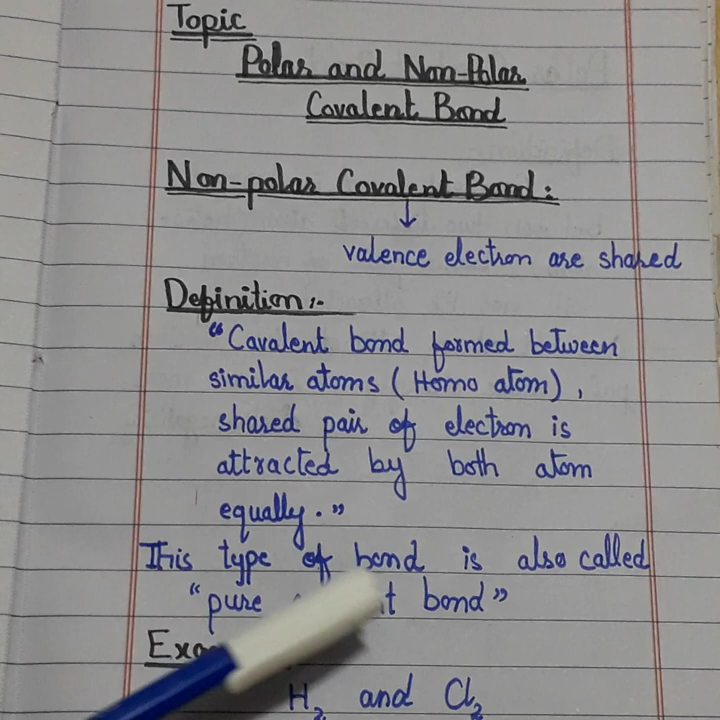 Topic
Polar and Non-Polar
Covalent Bond
Non-polar Covalent Bond:
valence electron are shared
Definition:-
"Covalent bond formed between
similar atoms (Homo atom),
shared pair of electron is
attracted by both atom
equally."
This type of bond is also called
"pure bond"
H2 and Cl2